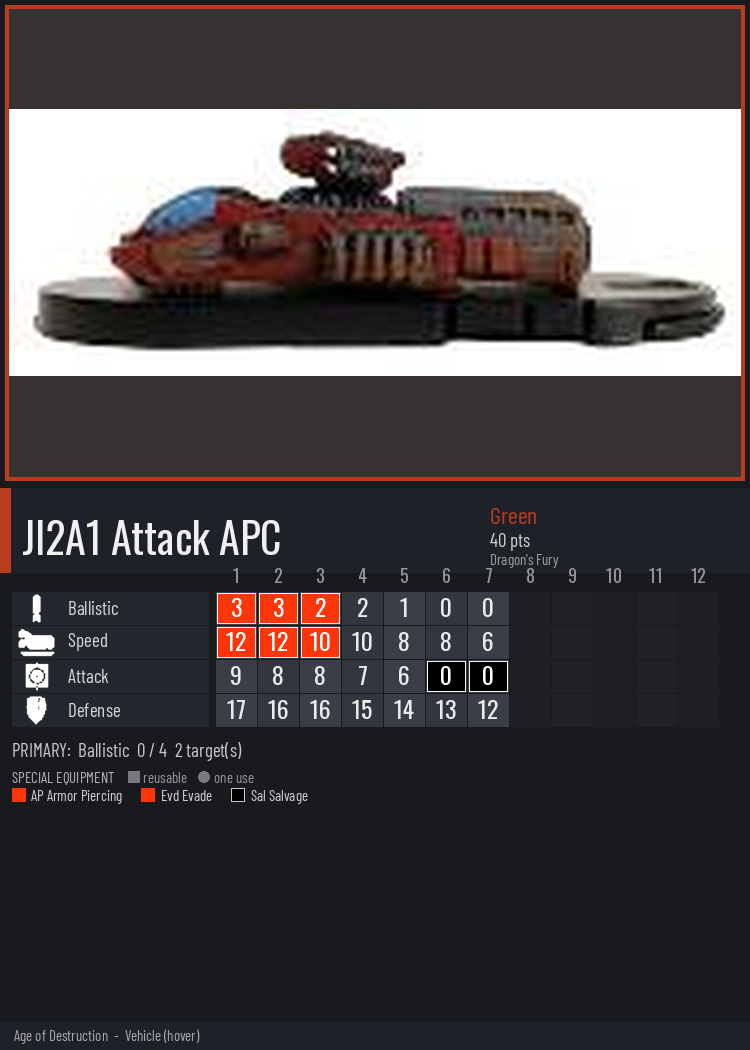 JI2A1 Attack APC
Green
40 pts
Dragon's Fury
1 2 3 4 5 6 7 8 9 10 11 12
Ballistic 3 3 2 2 1 0 0
Speed 12 12 10 10 8 8 6
Attack 9 8 8 7 6 0 0
Defense 17 16 16 15 14 13 12
PRIMARY: Ballistic 0 / 4 2 target(s)
SPECIAL EQUIPMENT reusable one use
AP Armor Piercing Evd Evade Sal Salvage
Age of Destruction - Vehicle (hover)